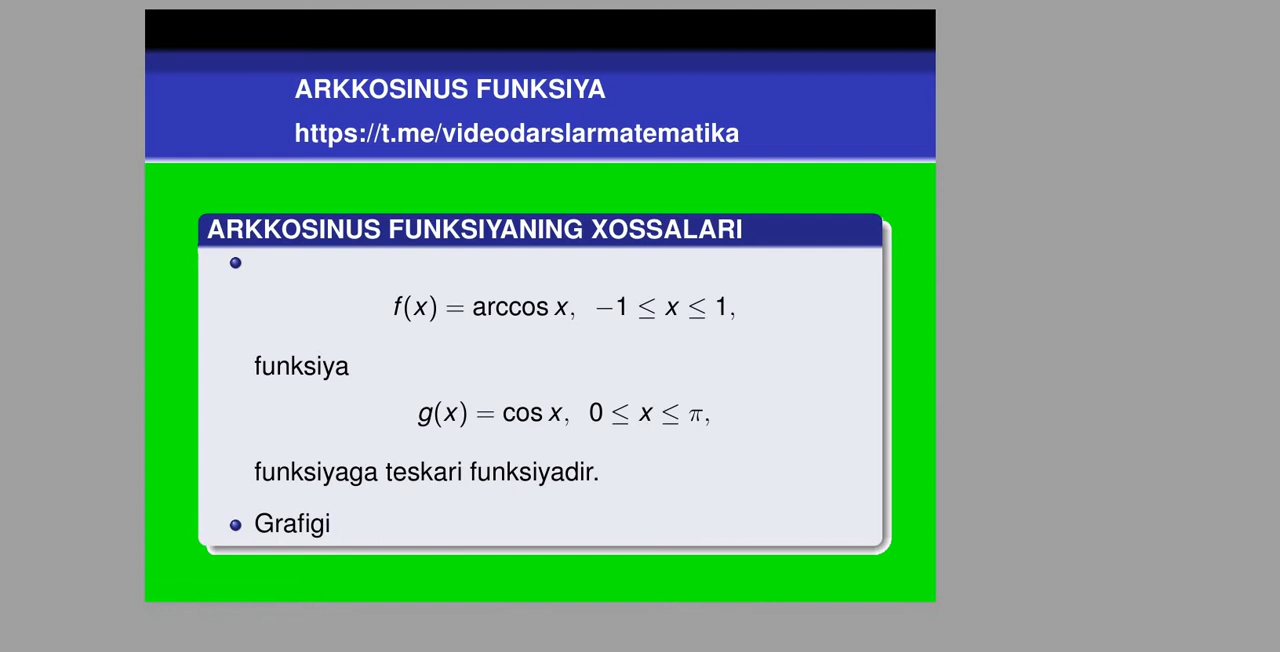 ARKKOSINUS FUNKSIYA
https://t.me/videodarslarmatematika
ARKKOSINUS FUNKSIYANING XOSSALARI
f(x) = arccos x, −1 ≤ x ≤ 1,
funksiya
g(x) = cos x, 0 ≤ x ≤ π,
funksiyaga teskari funksiyadir.
Grafigi